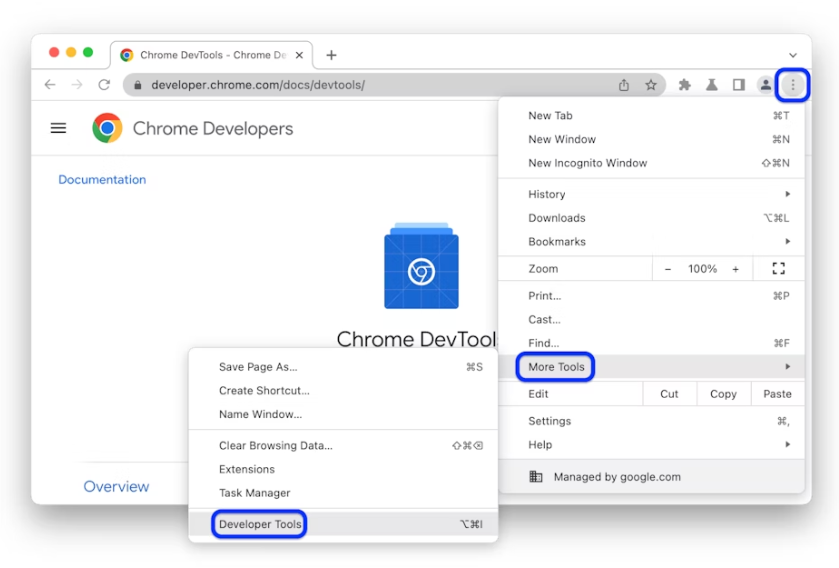 Chrome DevTools - Chrome De
developer.chrome.com/docs/devtools/
Chrome Developers
Documentation
Chrome DevTool
Overview
New Tab ⌘T
New Window ⌘N
New Incognito Window ⇧⌘N
History
Downloads ⌥⌘L
Bookmarks
Zoom - 100% +
Print... ⌘P
Cast...
Find... ⌘F
More Tools
Edit Cut Copy Paste
Settings ⌘,
Help
Managed by google.com
Save Page As... ⌘S
Create Shortcut...
Name Window...
Clear Browsing Data... ⇧⌘⌫
Extensions
Task Manager
Developer Tools ⌥⌘I